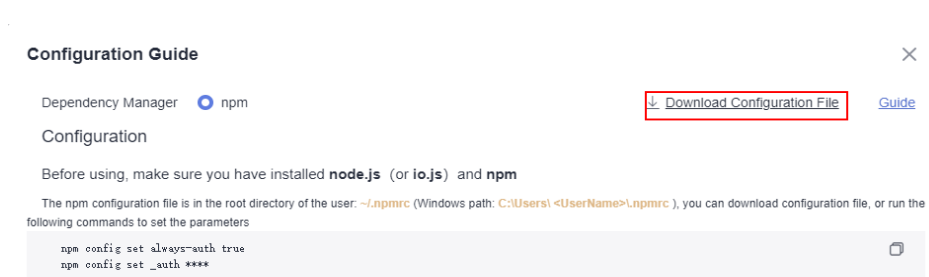 Configuration Guide
Dependency Manager npm Download Configuration File Guide
Configuration
Before using, make sure you have installed node.js (or io.js) and npm
The npm configuration file is in the root directory of the user: ~/.npmrc (Windows path: C:\Users\ <UserName>\.npmrc ), you can download configuration file, or run the
following commands to set the parameters
npm config set always-auth true
npm config set _auth ****